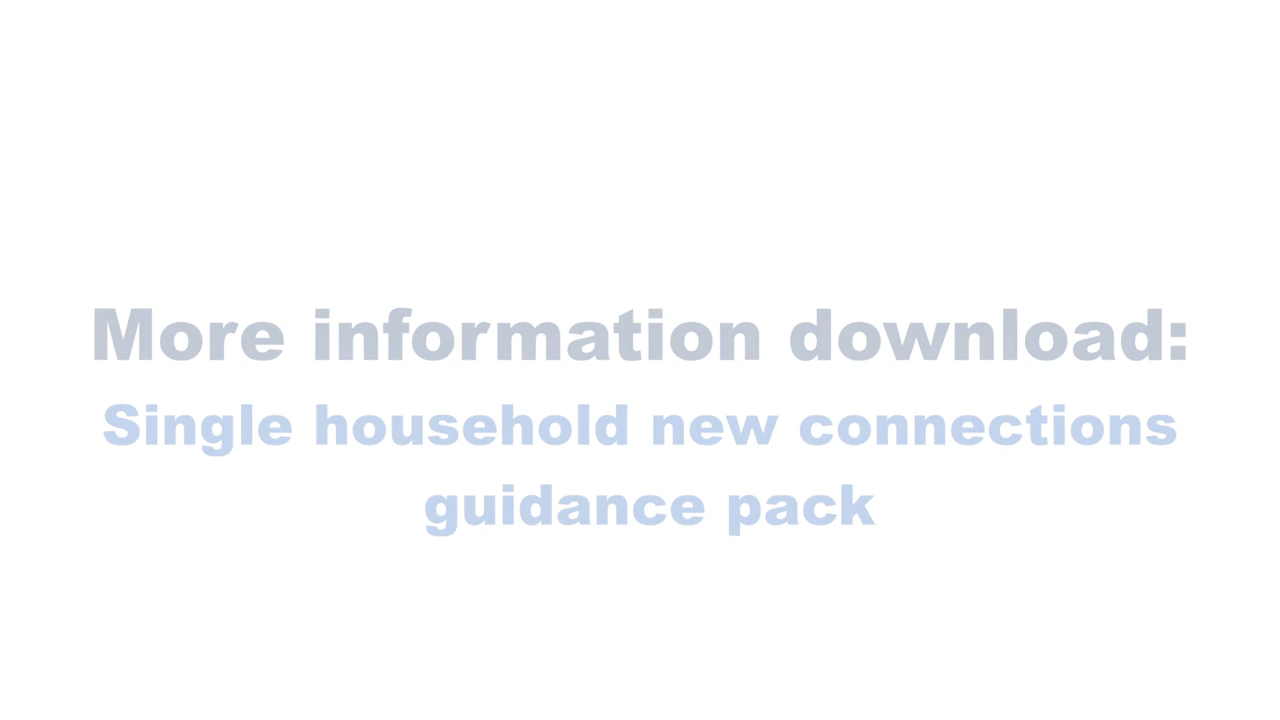 More information download:
Single household new connections
guidance pack